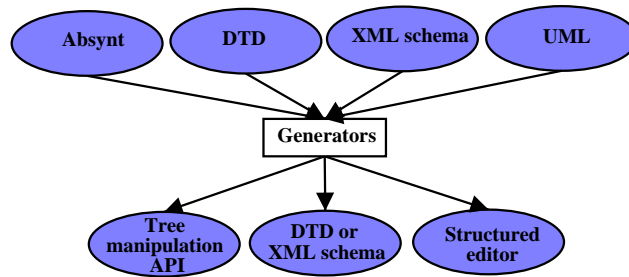 Absynt
DTD
XML schema
UML
Generators
Tree
manipulation
API
DTD or
XML schema
Structured
editor